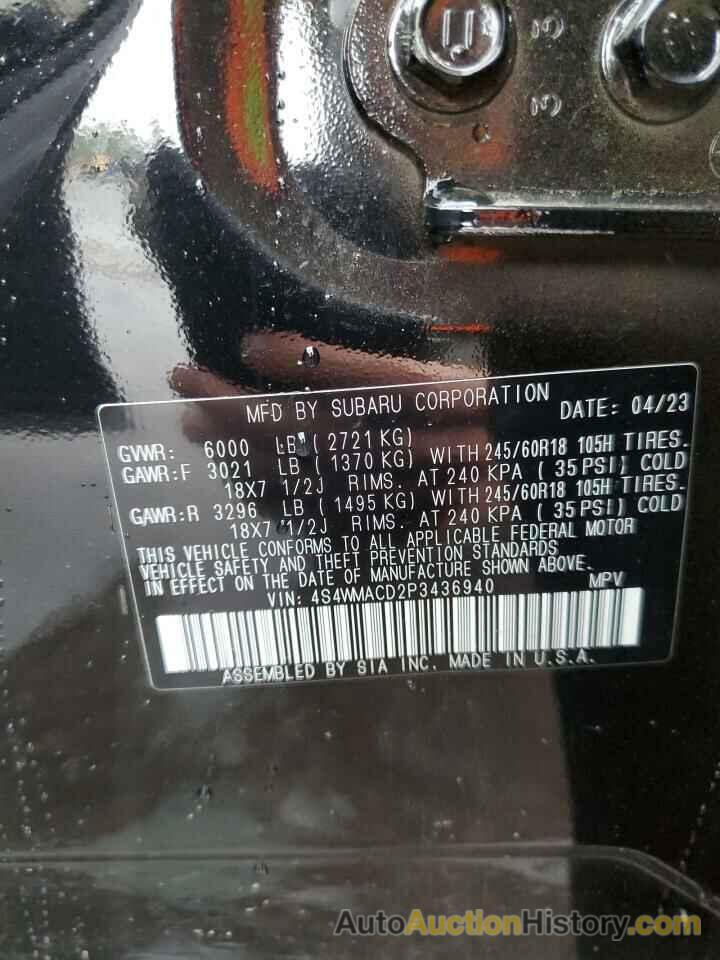 MFD BY SUBARU CORPORATION DATE: 04/23
GVWR: 6000 LB ( 2721 KG)
GAWR:F 3021 LB ( 1370 KG) WITH 245/60R18 105H TIRES.
18X7 1/2J RIMS. AT 240 KPA ( 35 PSI) COLD
GAWR:R 3296 LB ( 1495 KG) WITH 245/60R18 105H TIRES.
18X7 1/2J RIMS. AT 240 KPA ( 35 PSI) COLD
THIS VEHICLE CONFORMS TO ALL APPLICABLE FEDERAL MOTOR
VEHICLE SAFETY AND THEFT PREVENTION STANDARDS
IN EFFECT ON THE DATE OF MANUFACTURE SHOWN ABOVE.
VIN: 4S4WMACD2P3436940 MPV
ASSEMBLED BY SIA INC. MADE IN U.S.A.
AutoAuctionHistory.com